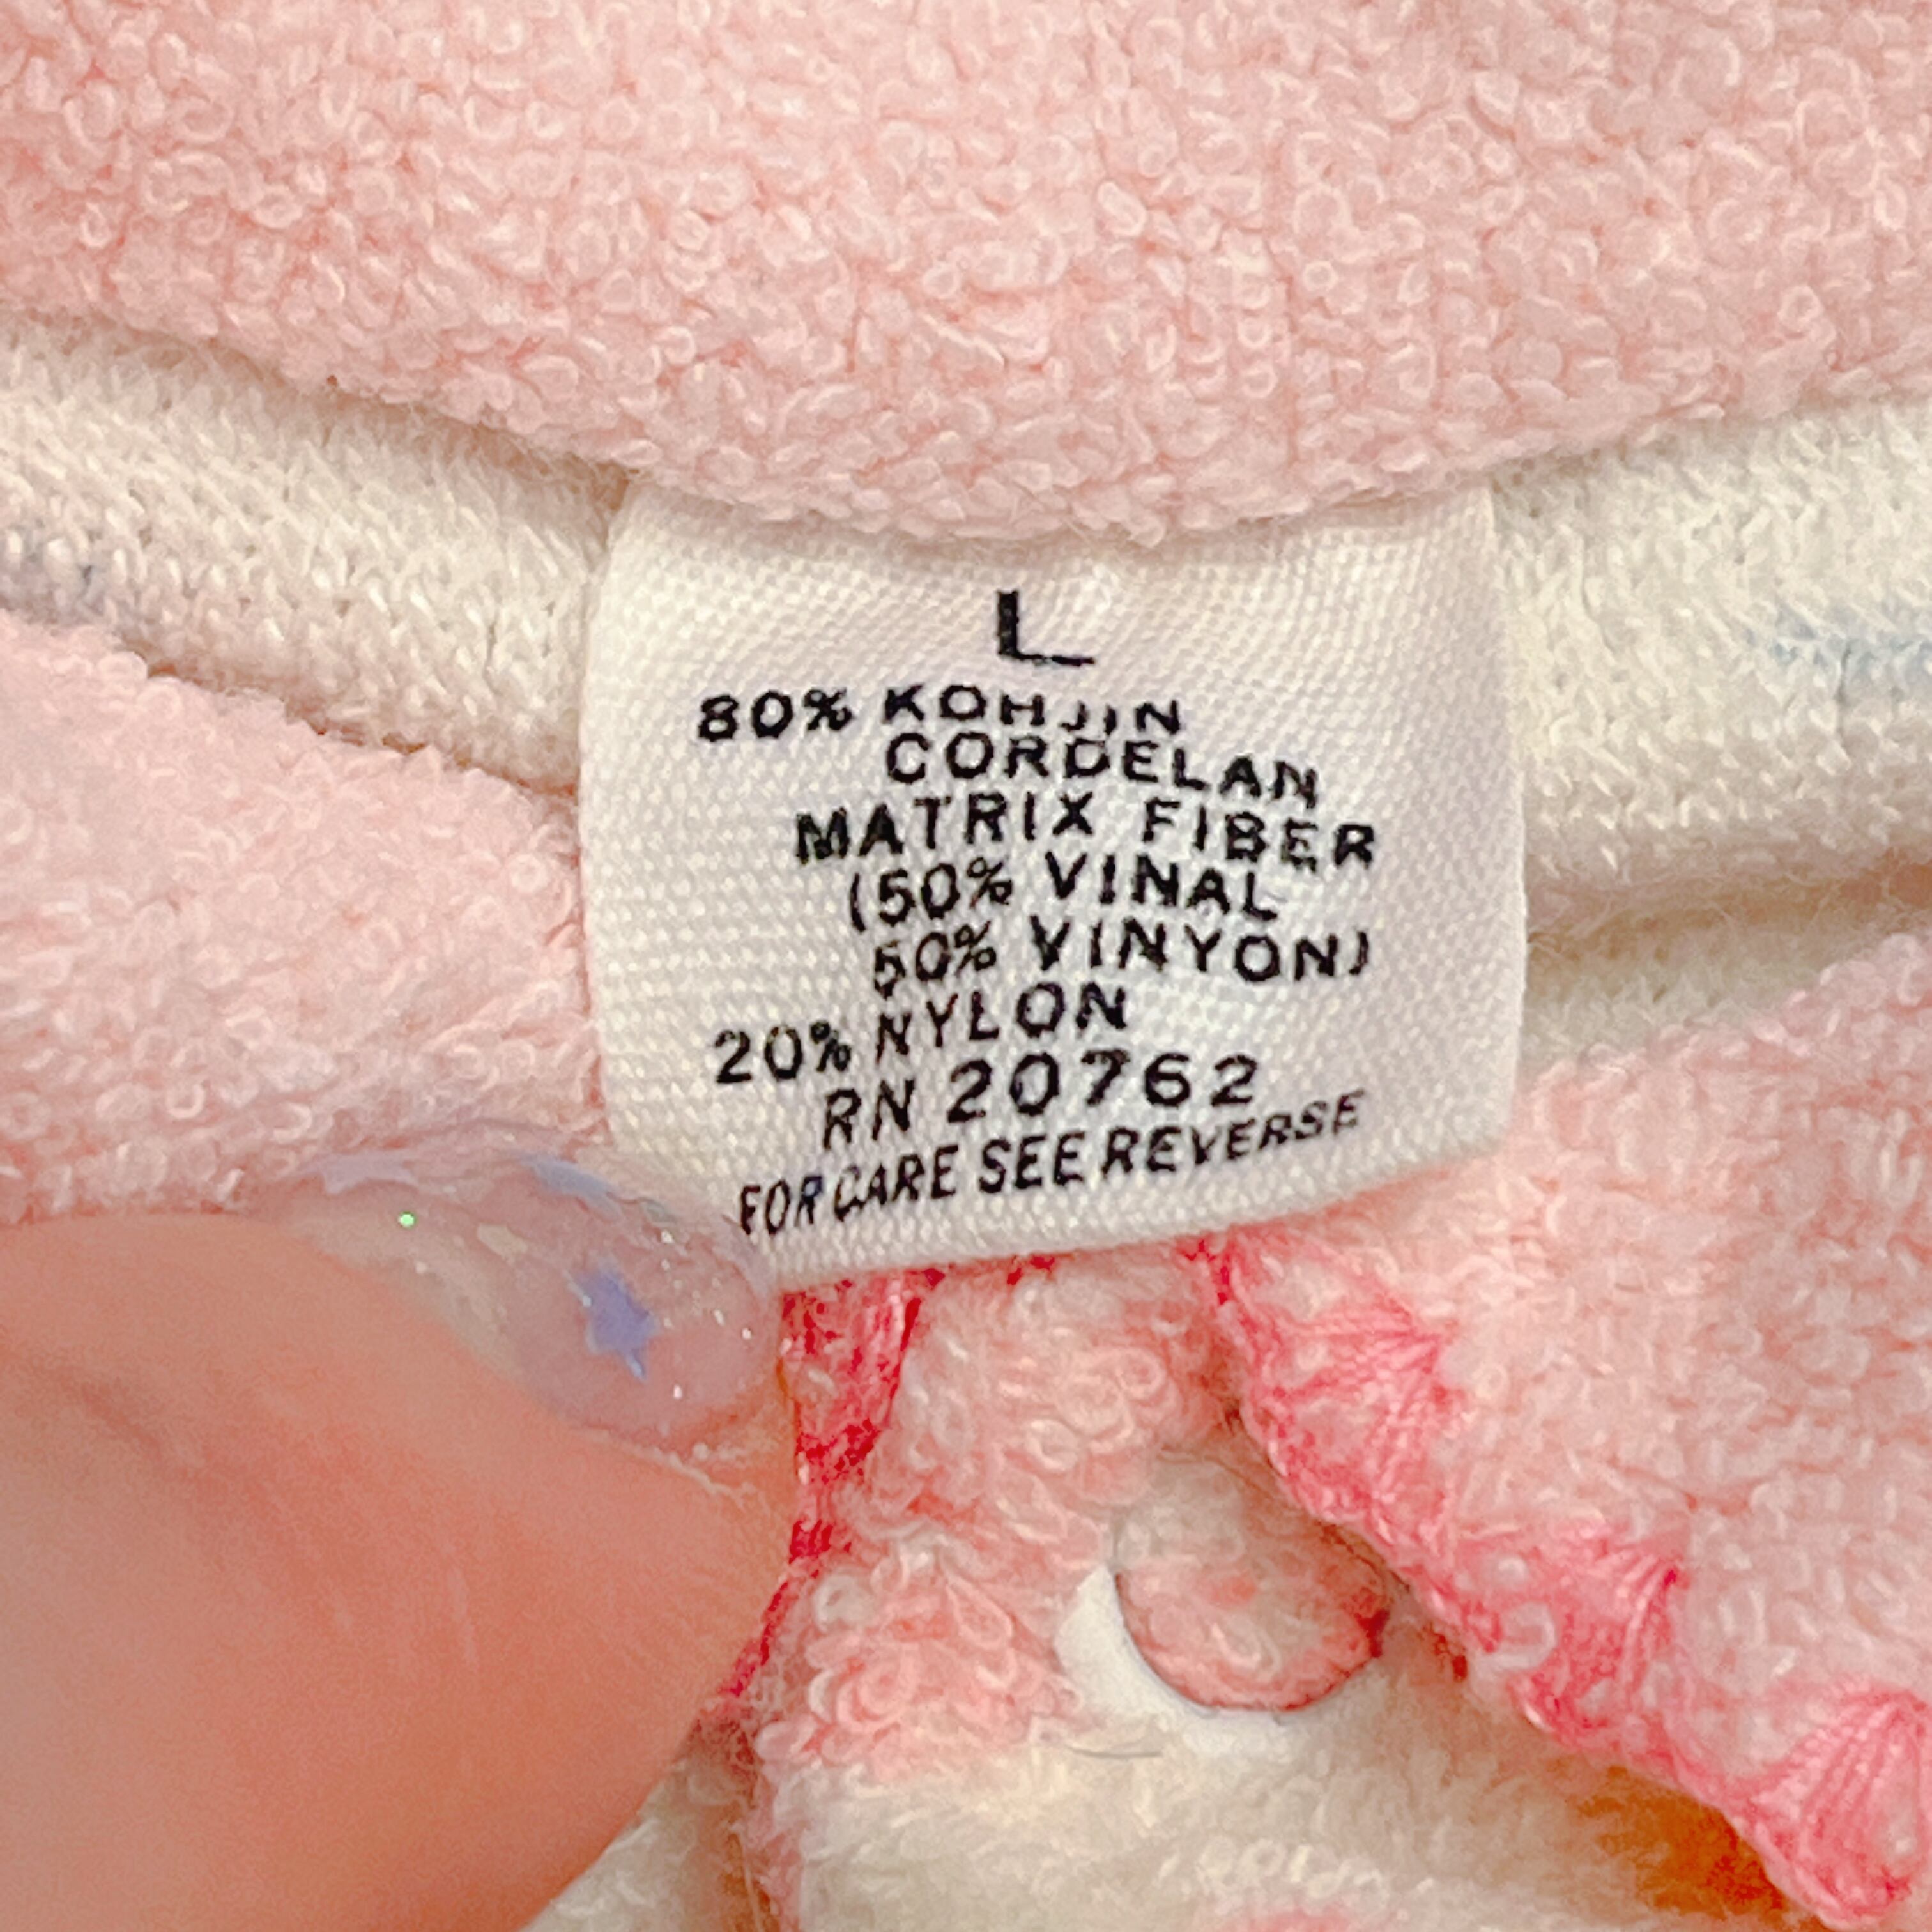 L
80% KOHJIN
CORDELAN
MATRIX FIBER
(50% VINAL
50% VINYON)
20% NYLON
RN 20762
FOR CARE SEE REVERSE